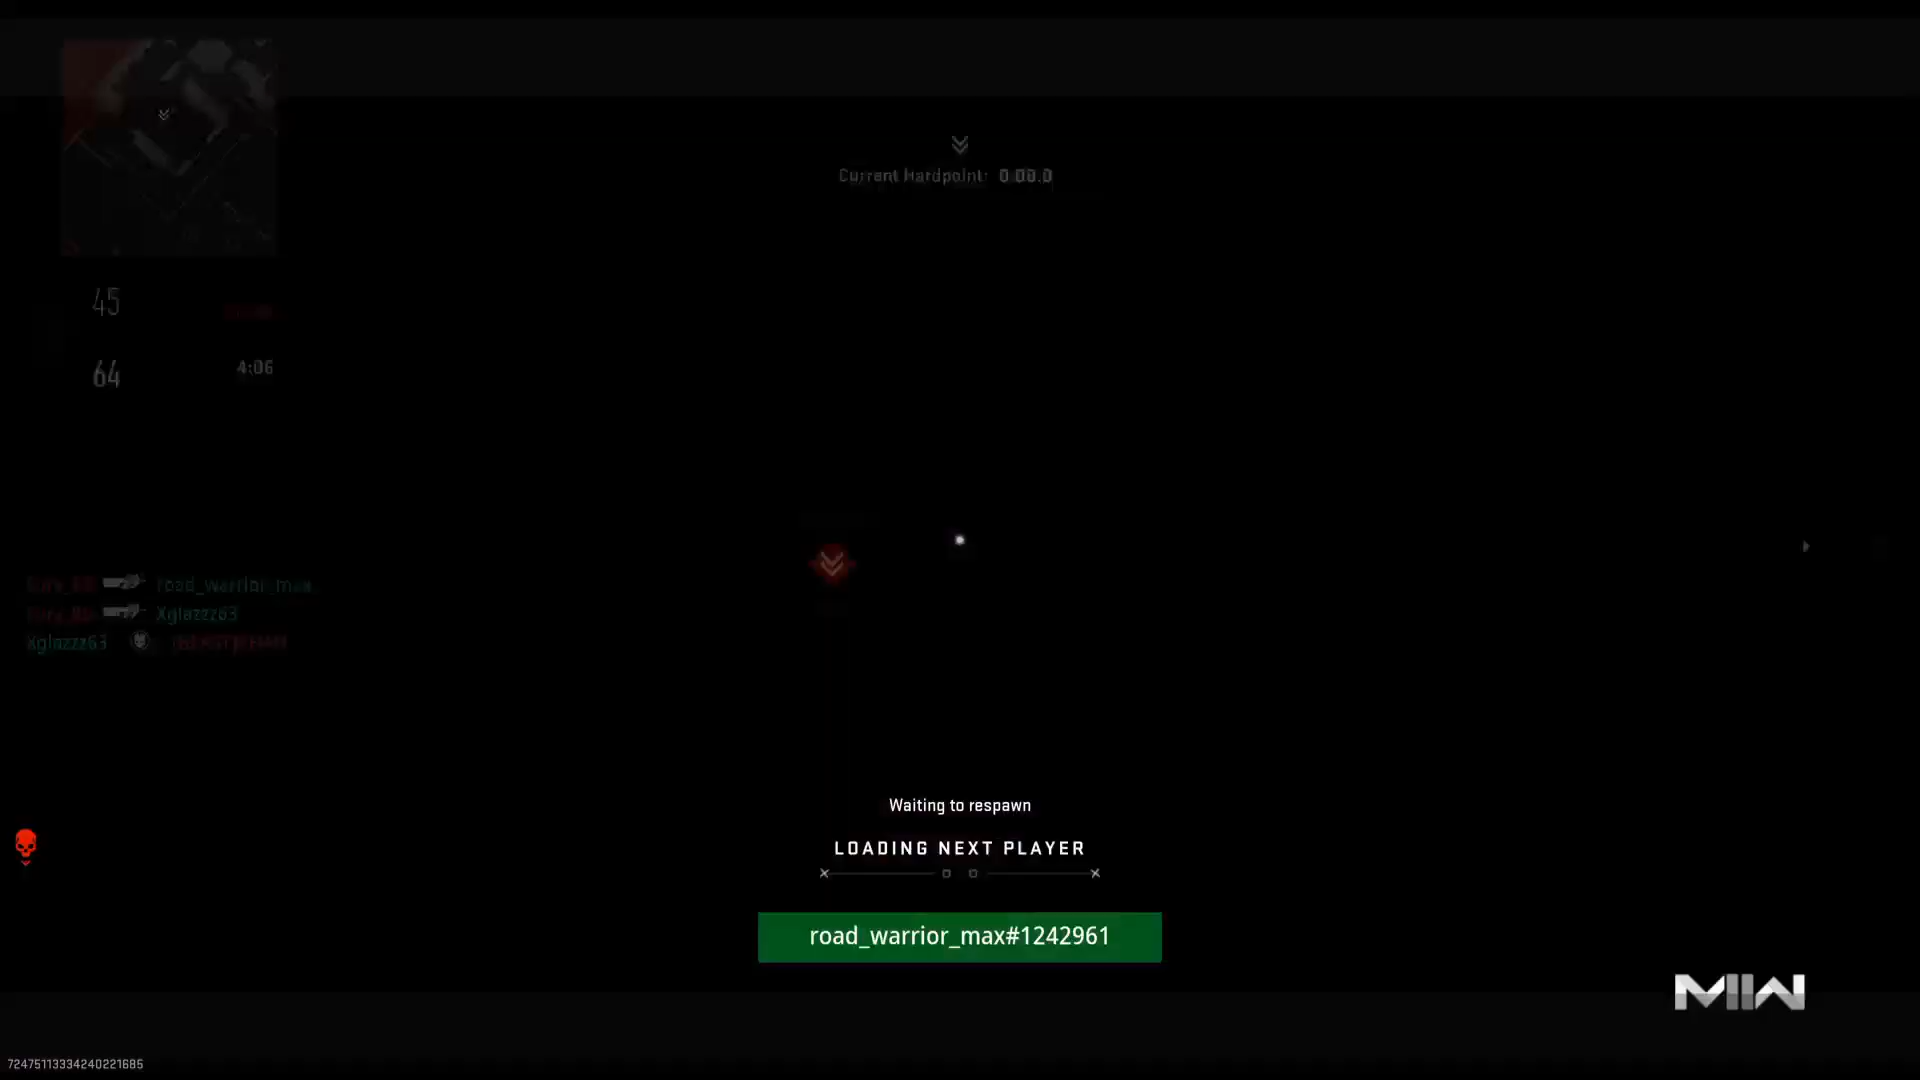 Current Hardpoint: 0:00.0
45
64
4:06
road_warrior_max
Xglazzz63
Xglazzz63
Waiting to respawn
LOADING NEXT PLAYER
road_warrior_max#1242961
MIIW
72475113334240221685